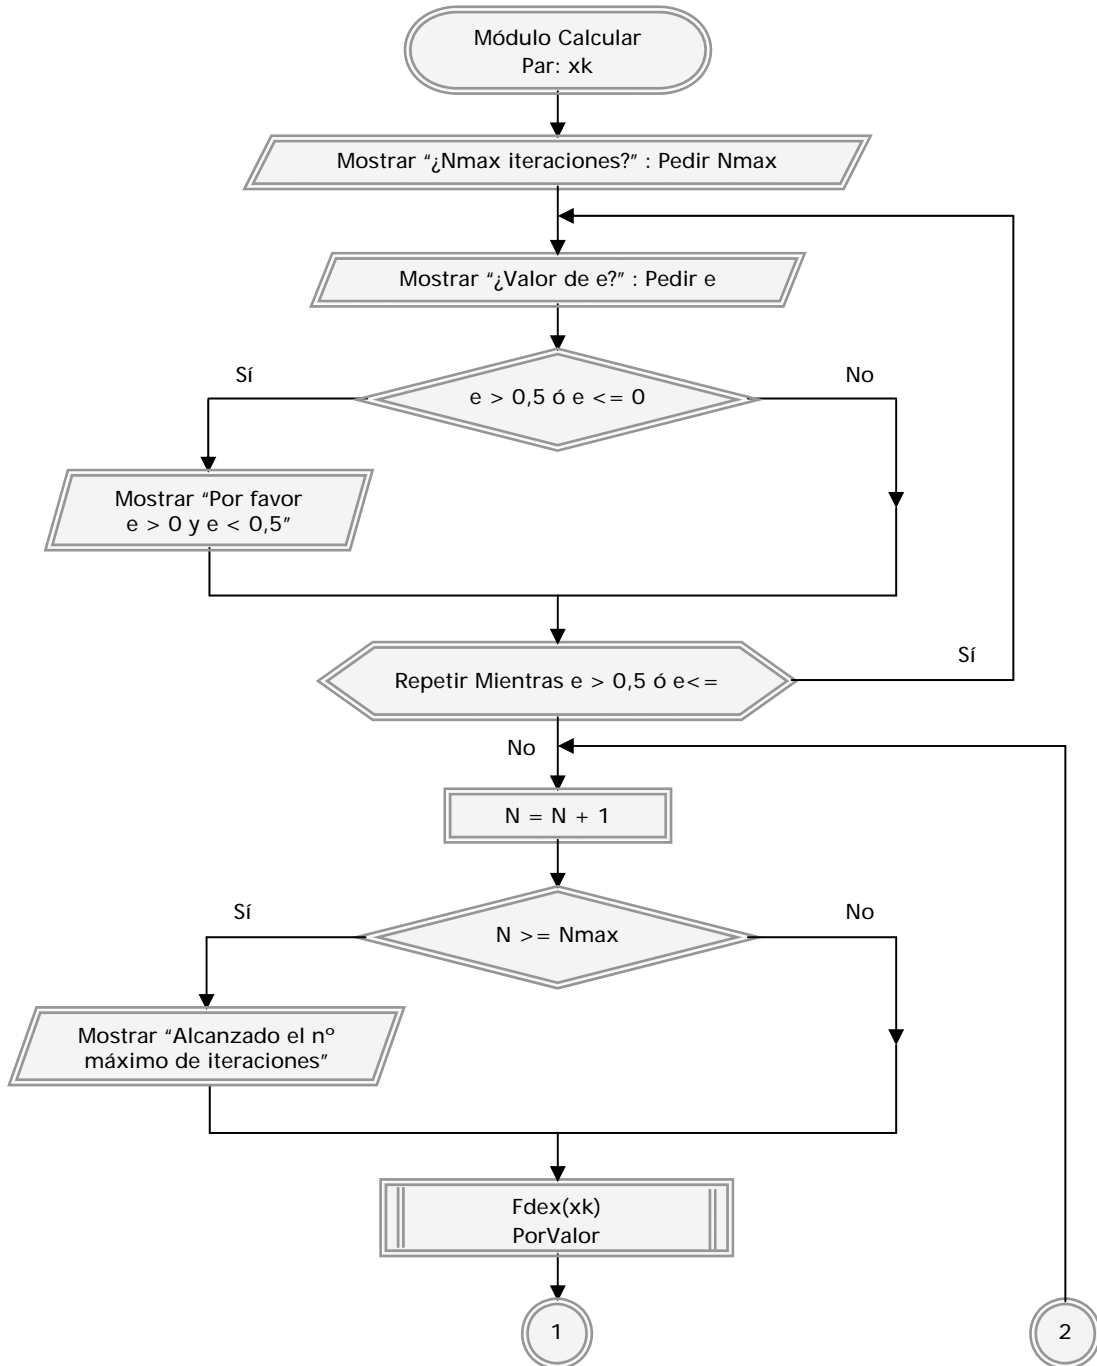 Módulo Calcular
Par: xk
Mostrar “¿Nmax iteraciones?” : Pedir Nmax
Mostrar “¿Valor de e?” : Pedir e
Sí
No
e > 0,5 ó e <= 0
Mostrar “Por favor
e > 0 y e < 0,5”
Repetir Mientras e > 0,5 ó e<=
Sí
No
N = N + 1
Sí
No
N >= Nmax
Mostrar “Alcanzado el nº
máximo de iteraciones”
Fdex(xk)
PorValor
1
2